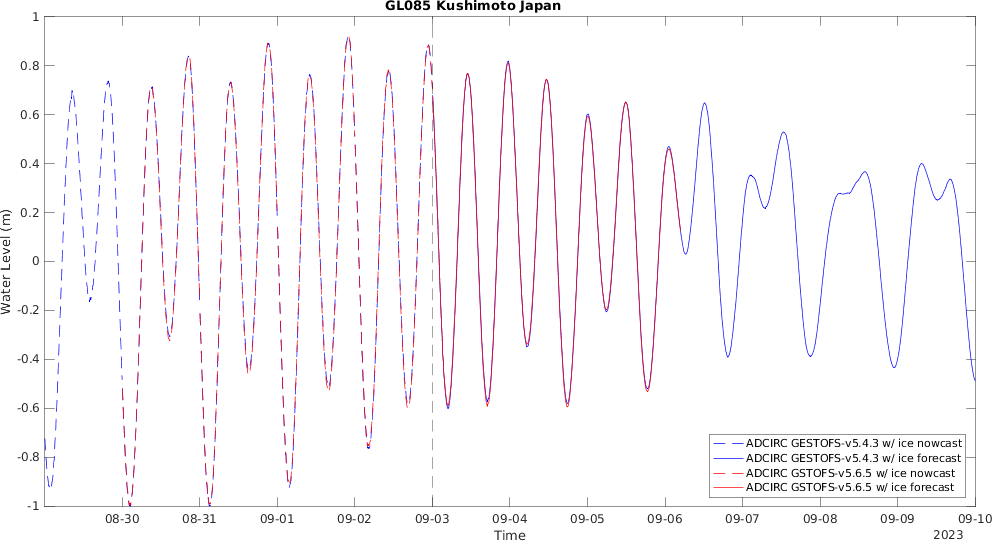 GL085 Kushimoto Japan
1
0.8
0.6
0.4
0.2
0
-0.2
-0.4
-0.6
-0.8
-1
Water Level (m)
08-30 08-31 09-01 09-02 09-03 09-04 09-05 09-06 09-07 09-08 09-09 09-10
Time
2023
ADCIRC GESTOFS-v5.4.3 w/ ice nowcast
ADCIRC GESTOFS-v5.4.3 w/ ice forecast
ADCIRC GSTOFS-v5.6.5 w/ ice nowcast
ADCIRC GSTOFS-v5.6.5 w/ ice forecast